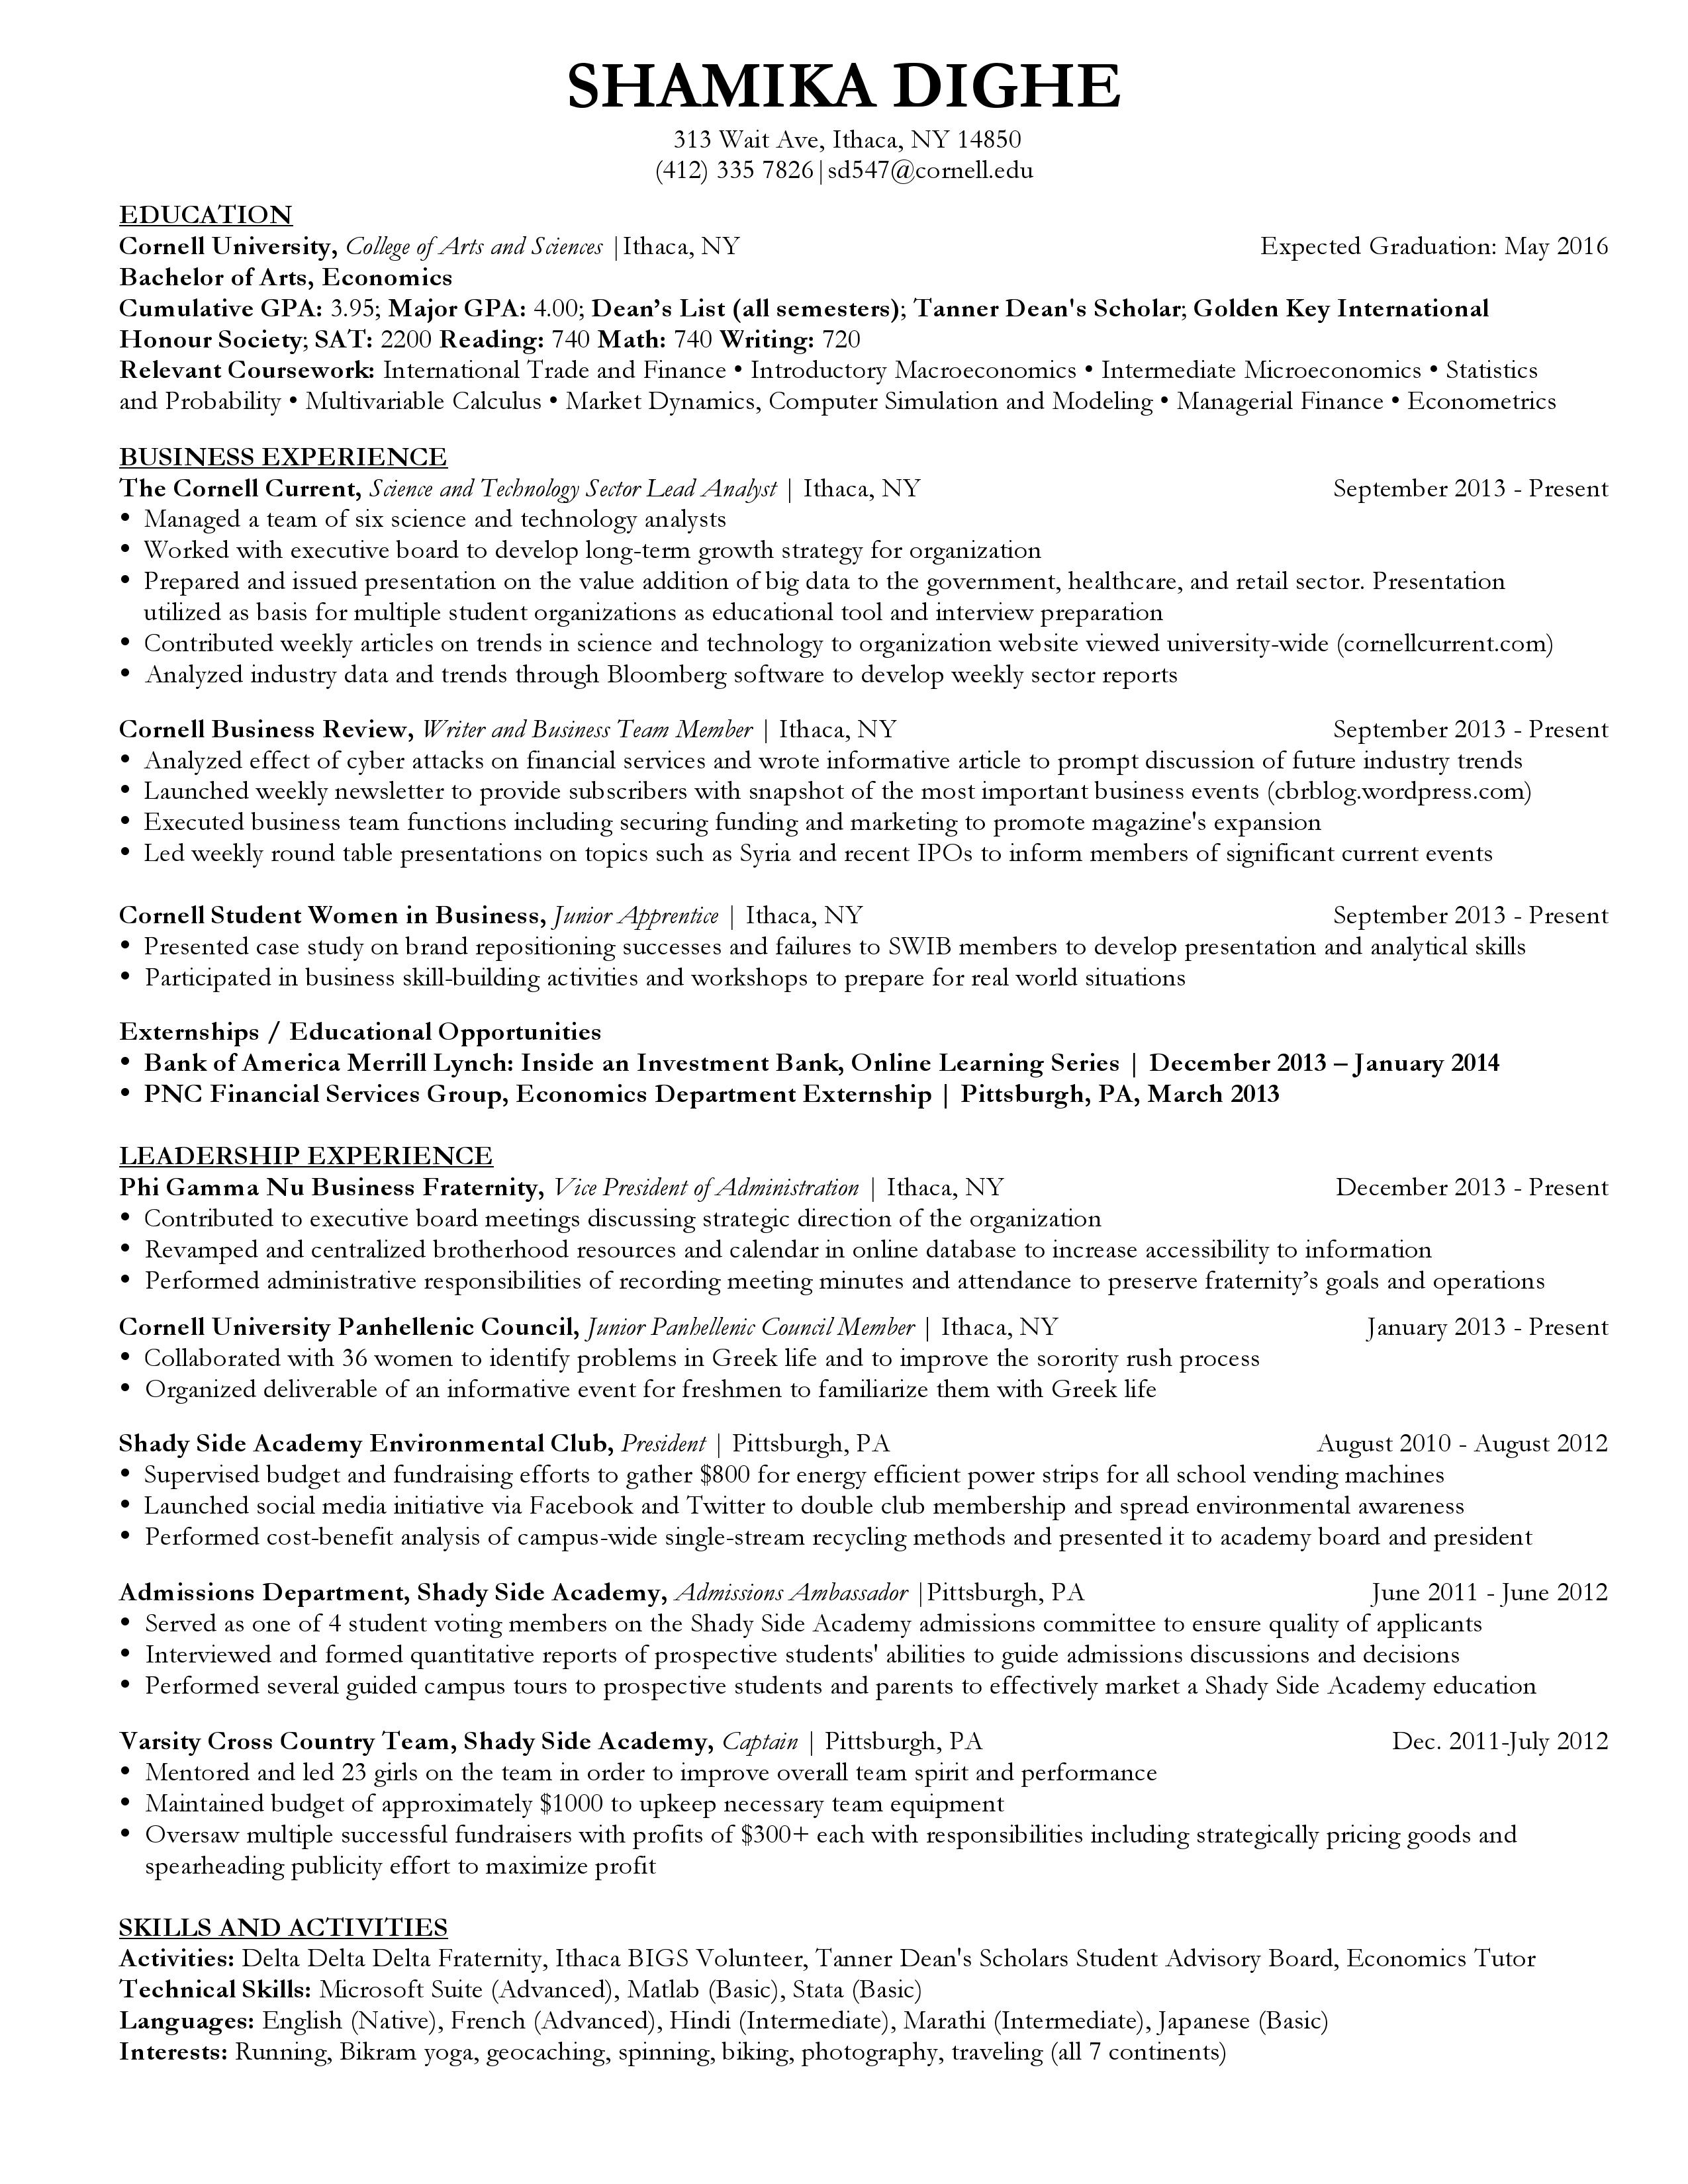 SHAMIKA DIGHE
313 Wait Ave, Ithaca, NY 14850
(412) 335 7826|sd547@cornell.edu
EDUCATION
Cornell University, College of Arts and Sciences |Ithaca, NY Expected Graduation: May 2016
Bachelor of Arts, Economics
Cumulative GPA: 3.95; Major GPA: 4.00; Dean’s List (all semesters); Tanner Dean's Scholar; Golden Key International
Honour Society; SAT: 2200 Reading: 740 Math: 740 Writing: 720
Relevant Coursework: International Trade and Finance • Introductory Macroeconomics • Intermediate Microeconomics • Statistics
and Probability • Multivariable Calculus • Market Dynamics, Computer Simulation and Modeling • Managerial Finance • Econometrics
BUSINESS EXPERIENCE
The Cornell Current, Science and Technology Sector Lead Analyst | Ithaca, NY September 2013 - Present
• Managed a team of six science and technology analysts
• Worked with executive board to develop long-term growth strategy for organization
• Prepared and issued presentation on the value addition of big data to the government, healthcare, and retail sector. Presentation
utilized as basis for multiple student organizations as educational tool and interview preparation
• Contributed weekly articles on trends in science and technology to organization website viewed university-wide (cornellcurrent.com)
• Analyzed industry data and trends through Bloomberg software to develop weekly sector reports
Cornell Business Review, Writer and Business Team Member | Ithaca, NY September 2013 - Present
• Analyzed effect of cyber attacks on financial services and wrote informative article to prompt discussion of future industry trends
• Launched weekly newsletter to provide subscribers with snapshot of the most important business events (cbrblog.wordpress.com)
• Executed business team functions including securing funding and marketing to promote magazine's expansion
• Led weekly round table presentations on topics such as Syria and recent IPOs to inform members of significant current events
Cornell Student Women in Business, Junior Apprentice | Ithaca, NY September 2013 - Present
• Presented case study on brand repositioning successes and failures to SWIB members to develop presentation and analytical skills
• Participated in business skill-building activities and workshops to prepare for real world situations
Externships / Educational Opportunities
• Bank of America Merrill Lynch: Inside an Investment Bank, Online Learning Series | December 2013 – January 2014
• PNC Financial Services Group, Economics Department Externship | Pittsburgh, PA, March 2013
LEADERSHIP EXPERIENCE
Phi Gamma Nu Business Fraternity, Vice President of Administration | Ithaca, NY December 2013 - Present
• Contributed to executive board meetings discussing strategic direction of the organization
• Revamped and centralized brotherhood resources and calendar in online database to increase accessibility to information
• Performed administrative responsibilities of recording meeting minutes and attendance to preserve fraternity’s goals and operations
Cornell University Panhellenic Council, Junior Panhellenic Council Member | Ithaca, NY January 2013 - Present
• Collaborated with 36 women to identify problems in Greek life and to improve the sorority rush process
• Organized deliverable of an informative event for freshmen to familiarize them with Greek life
Shady Side Academy Environmental Club, President | Pittsburgh, PA August 2010 - August 2012
• Supervised budget and fundraising efforts to gather $800 for energy efficient power strips for all school vending machines
• Launched social media initiative via Facebook and Twitter to double club membership and spread environmental awareness
• Performed cost-benefit analysis of campus-wide single-stream recycling methods and presented it to academy board and president
Admissions Department, Shady Side Academy, Admissions Ambassador |Pittsburgh, PA June 2011 - June 2012
• Served as one of 4 student voting members on the Shady Side Academy admissions committee to ensure quality of applicants
• Interviewed and formed quantitative reports of prospective students' abilities to guide admissions discussions and decisions
• Performed several guided campus tours to prospective students and parents to effectively market a Shady Side Academy education
Varsity Cross Country Team, Shady Side Academy, Captain | Pittsburgh, PA Dec. 2011-July 2012
• Mentored and led 23 girls on the team in order to improve overall team spirit and performance
• Maintained budget of approximately $1000 to upkeep necessary team equipment
• Oversaw multiple successful fundraisers with profits of $300+ each with responsibilities including strategically pricing goods and
spearheading publicity effort to maximize profit
SKILLS AND ACTIVITIES
Activities: Delta Delta Delta Fraternity, Ithaca BIGS Volunteer, Tanner Dean's Scholars Student Advisory Board, Economics Tutor
Technical Skills: Microsoft Suite (Advanced), Matlab (Basic), Stata (Basic)
Languages: English (Native), French (Advanced), Hindi (Intermediate), Marathi (Intermediate), Japanese (Basic)
Interests: Running, Bikram yoga, geocaching, spinning, biking, photography, traveling (all 7 continents)